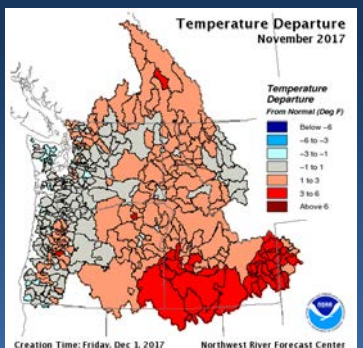 Temperature Departure
November 2017
Temperature
Departure
From Normal (Deg F)
Below -6
-6 to -3
-3 to -1
-1 to 1
1 to 3
3 to 6
Above 6
NOAA
Creation Time: Friday, Dec 1, 2017
Northwest River Forecast Center